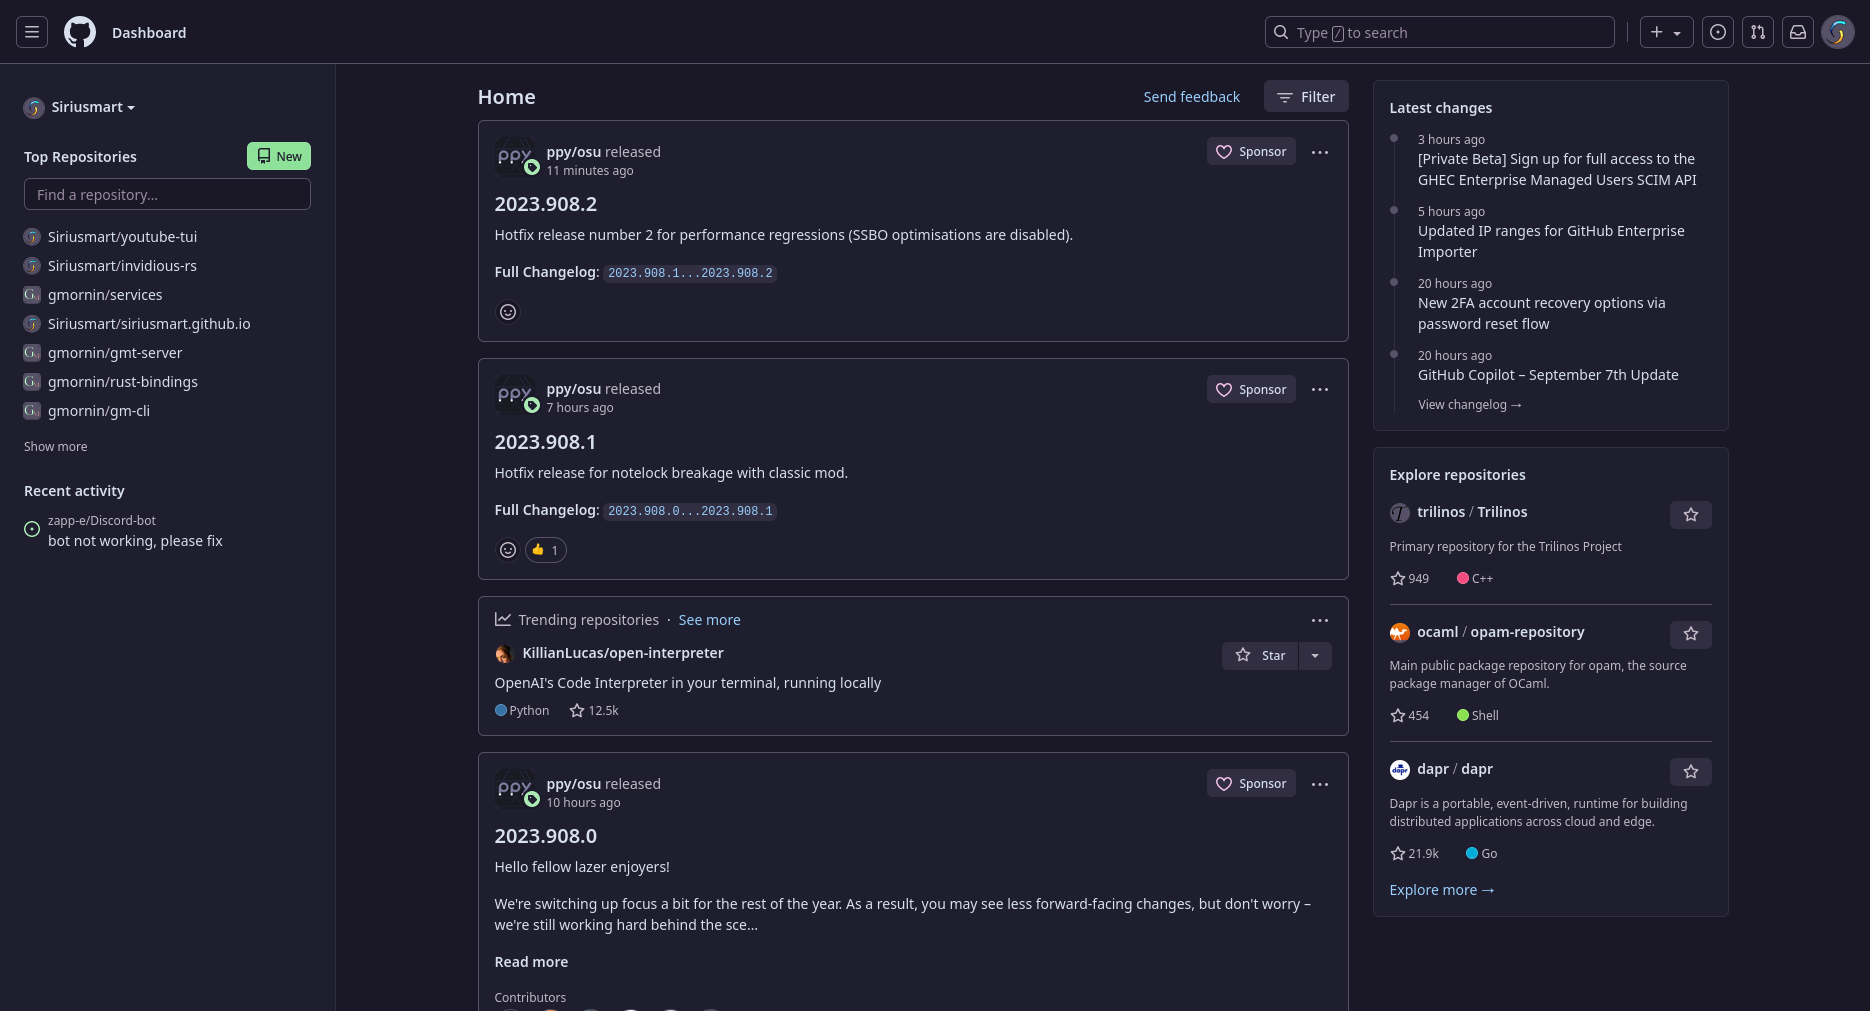 Dashboard
Type / to search
Siriusmart
Top Repositories
New
Find a repository...
Siriusmart/youtube-tui
Siriusmart/invidious-rs
gmornin/services
Siriusmart/siriusmart.github.io
gmornin/gmt-server
gmornin/rust-bindings
gmornin/gm-cli
Show more
Recent activity
zapp-e/Discord-bot
bot not working, please fix
Home
Send feedback
Filter
ppy
ppy/osu released
11 minutes ago
Sponsor
2023.908.2
Hotfix release number 2 for performance regressions (SSBO optimisations are disabled).
Full Changelog: 2023.908.1...2023.908.2
ppy
ppy/osu released
7 hours ago
Sponsor
2023.908.1
Hotfix release for notelock breakage with classic mod.
Full Changelog: 2023.908.0...2023.908.1
👍 1
Trending repositories · See more
KillianLucas/open-interpreter
Star
OpenAI's Code Interpreter in your terminal, running locally
Python 12.5k
ppy
ppy/osu released
10 hours ago
Sponsor
2023.908.0
Hello fellow lazer enjoyers!
We're switching up focus a bit for the rest of the year. As a result, you may see less forward-facing changes, but don't worry –
we're still working hard behind the sce...
Read more
Contributors
Latest changes
3 hours ago
[Private Beta] Sign up for full access to the
GHEC Enterprise Managed Users SCIM API
5 hours ago
Updated IP ranges for GitHub Enterprise
Importer
20 hours ago
New 2FA account recovery options via
password reset flow
20 hours ago
GitHub Copilot – September 7th Update
View changelog →
Explore repositories
trilinos / Trilinos
Primary repository for the Trilinos Project
949 C++
ocaml / opam-repository
Main public package repository for opam, the source
package manager of OCaml.
454 Shell
dapr
dapr / dapr
Dapr is a portable, event-driven, runtime for building
distributed applications across cloud and edge.
21.9k Go
Explore more →